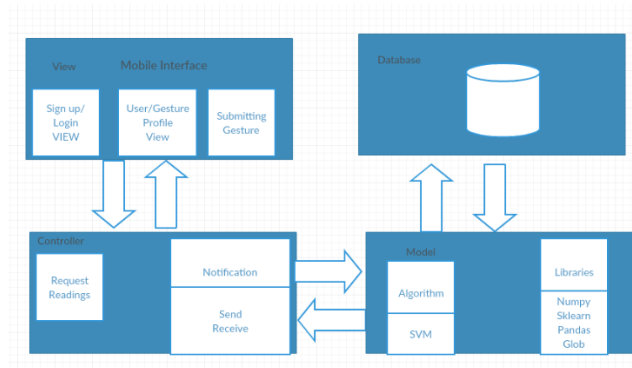 View
Mobile Interface
Sign up/
Login
VIEW
User/Gesture
Profile
View
Submitting
Gesture
Database
Controller
Request
Readings
Notification
Send
Receive
Model
Algorithm
SVM
Libraries
Numpy
Sklearn
Pandas
Glob